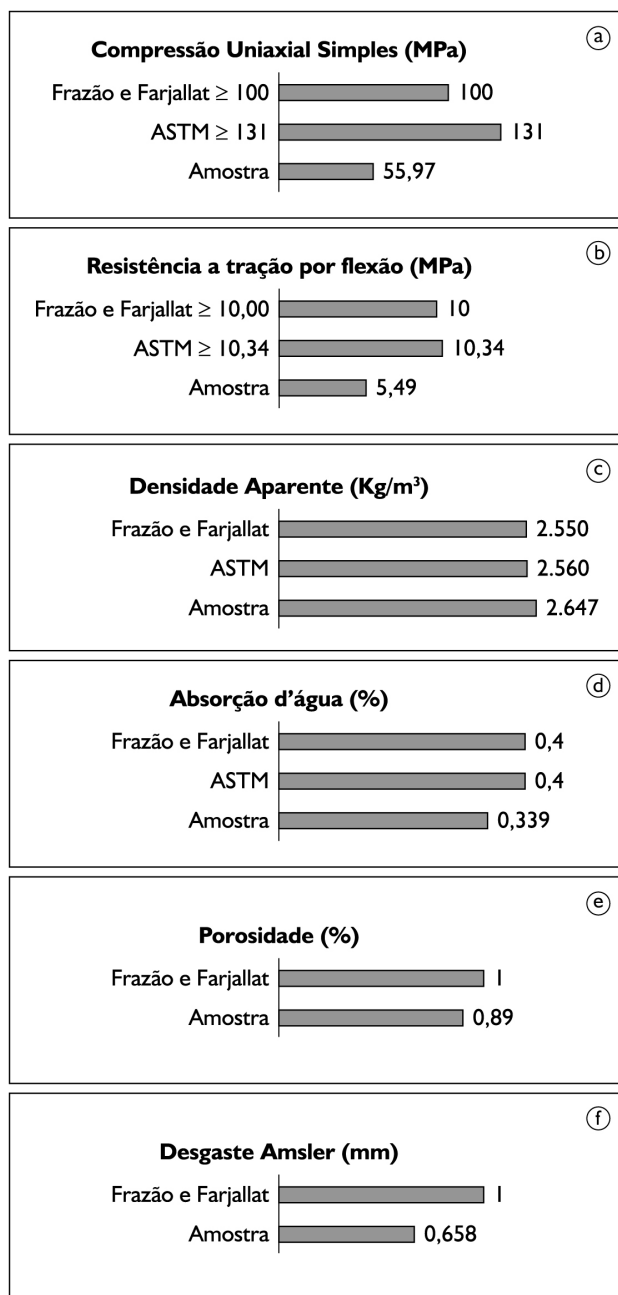 ⓐ
Compressão Uniaxial Simples (MPa)
Frazão e Farjallat ≥ 100 100
ASTM ≥ 131 131
Amostra 55,97
ⓑ
Resistência a tração por flexão (MPa)
Frazão e Farjallat ≥ 10,00 10
ASTM ≥ 10,34 10,34
Amostra 5,49
ⓒ
Densidade Aparente (Kg/m³)
Frazão e Farjallat 2.550
ASTM 2.560
Amostra 2.647
ⓓ
Absorção d’água (%)
Frazão e Farjallat 0,4
ASTM 0,4
Amostra 0,339
ⓔ
Porosidade (%)
Frazão e Farjallat 1
Amostra 0,89
ⓕ
Desgaste Amsler (mm)
Frazão e Farjallat 1
Amostra 0,658